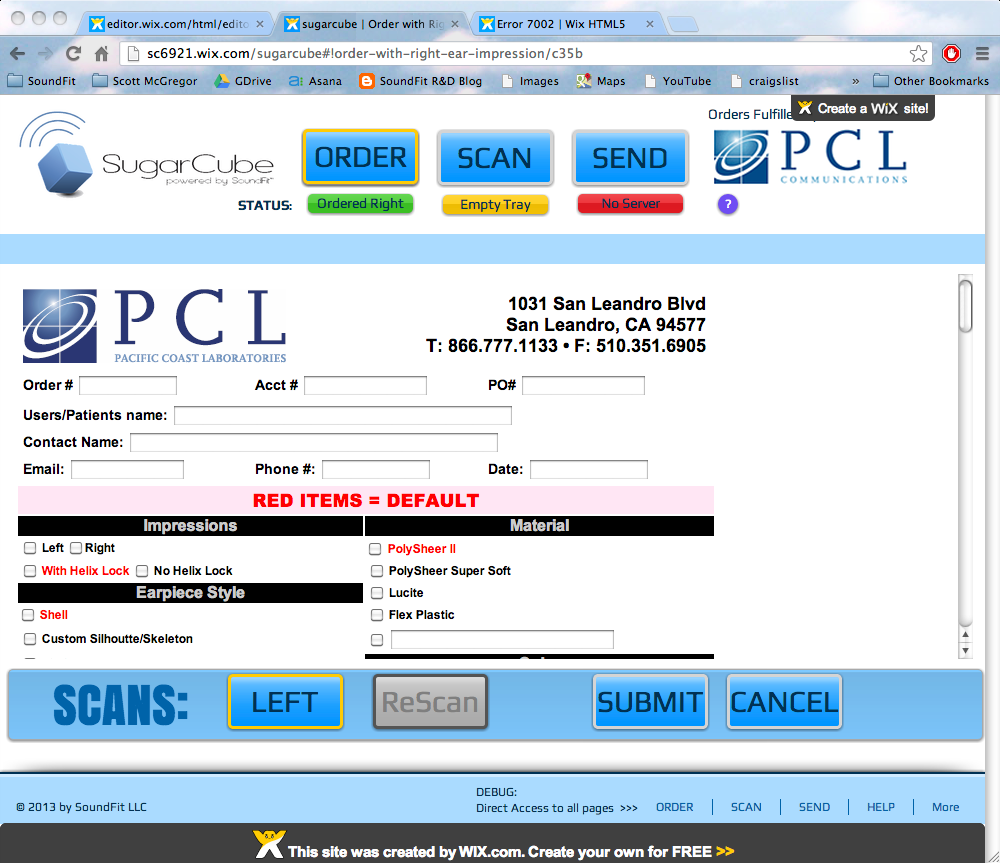 editor.wix.com/html/edito
sugarcube | Order with Rig
Error 7002 | Wix HTML5
sc6921.wix.com/sugarcube#!order-with-right-ear-impression/c35b
SoundFit Scott McGregor GDrive Asana SoundFit R&D Blog Images Maps YouTube craigslist » Other Bookmarks
Create a WiX site!
Orders Fulfille
SugarCube
powered by SoundFit
ORDER SCAN SEND
PCL
COMMUNICATIONS
STATUS: Ordered Right Empty Tray No Server ?
PCL
PACIFIC COAST LABORATORIES
1031 San Leandro Blvd
San Leandro, CA 94577
T: 866.777.1133 • F: 510.351.6905
Order # Acct # PO#
Users/Patients name:
Contact Name:
Email: Phone #: Date:
RED ITEMS = DEFAULT
Impressions
Left Right
With Helix Lock No Helix Lock
Earpiece Style
Shell
Custom Silhoutte/Skeleton
Material
PolySheer II
PolySheer Super Soft
Lucite
Flex Plastic
SCANS: LEFT ReScan SUBMIT CANCEL
DEBUG:
© 2013 by SoundFit LLC
Direct Access to all pages >>> ORDER SCAN SEND HELP More
This site was created by WIX.com. Create your own for FREE >>